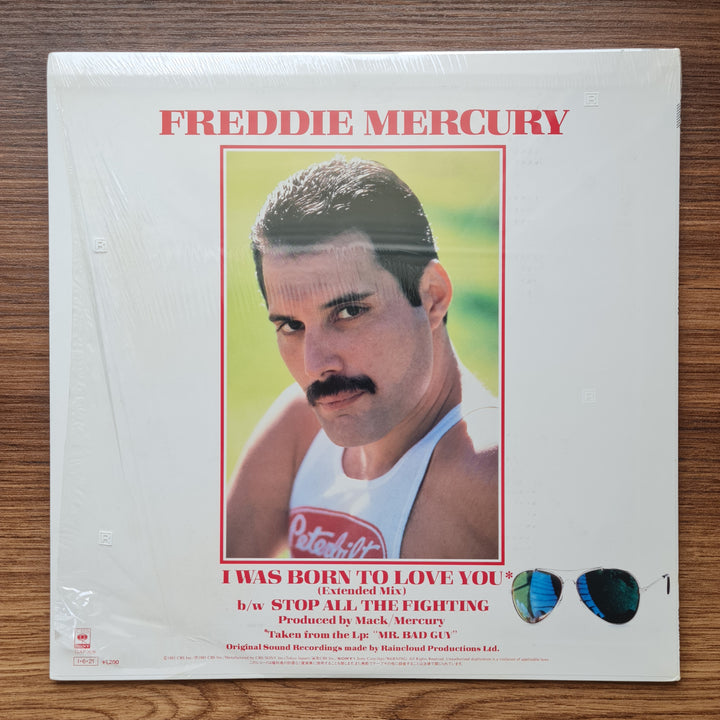 FREDDIE MERCURY
Peterbilt
I WAS BORN TO LOVE YOU*
(Extended Mix)
b/w STOP ALL THE FIGHTING
Produced by Mack/Mercury
*Taken from the Lp: "MR. BAD GUY"
Original Sound Recordings made by Raincloud Productions Ltd.
¥1,280